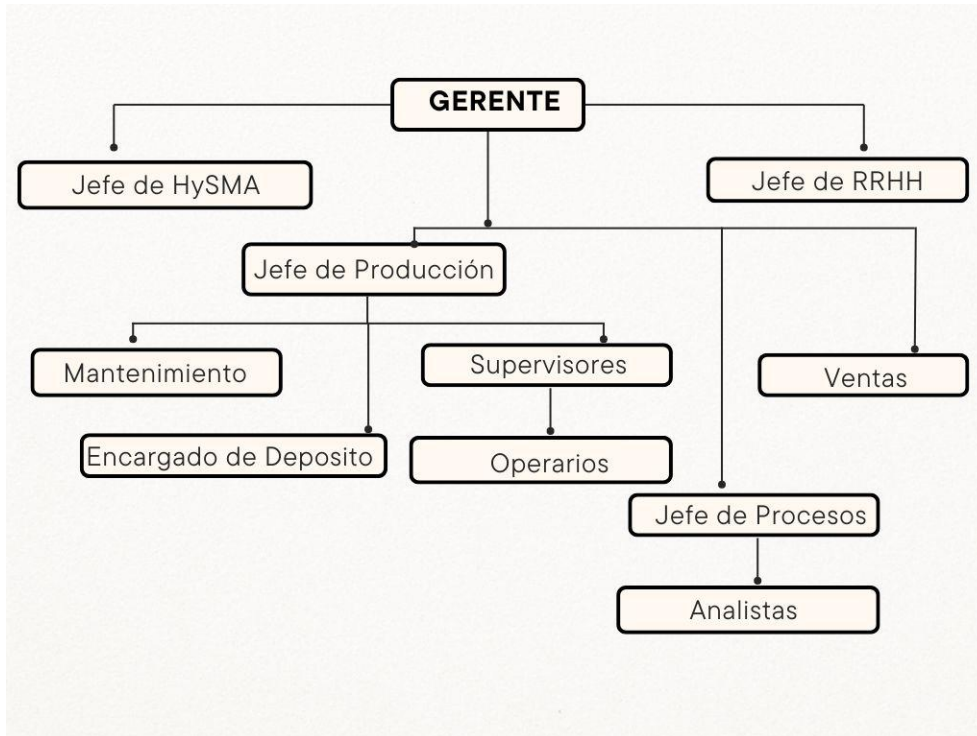 GERENTE
Jefe de HySMA
Jefe de RRHH
Jefe de Producción
Mantenimiento
Supervisores
Ventas
Encargado de Deposito
Operarios
Jefe de Procesos
Analistas